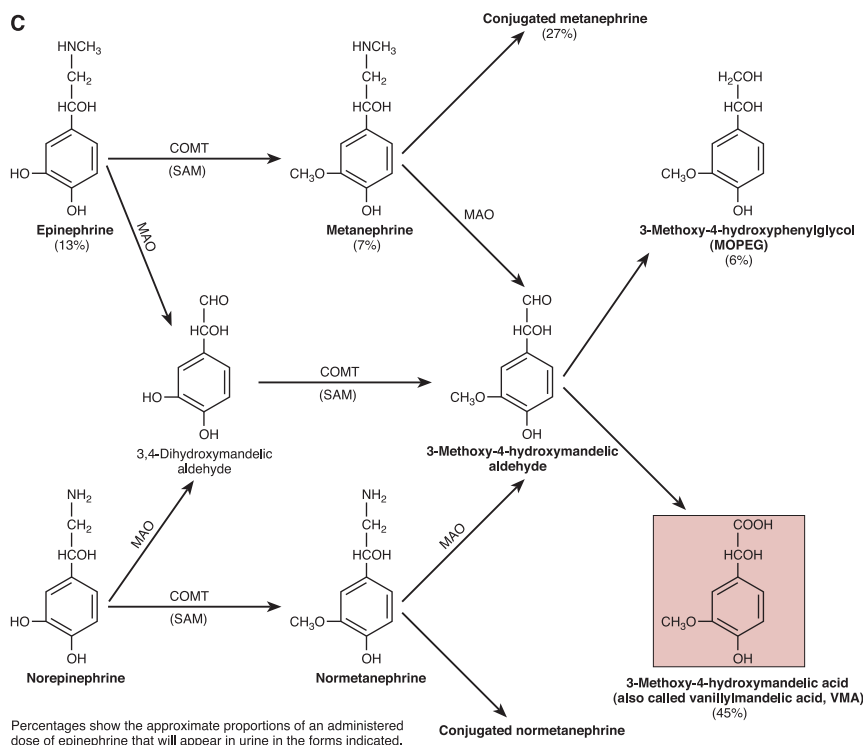 C
Conjugated metanephrine
(27%)
HNCH₃
CH₂
HCOH
HO
OH
Epinephrine
(13%)
COMT
(SAM)
HNCH₃
CH₂
HCOH
CH₃O
OH
Metanephrine
(7%)
H₂COH
HCOH
CH₃O
OH
3-Methoxy-4-hydroxyphenylglycol
(MOPEG)
(6%)
MAO
MAO
CHO
HCOH
HO
OH
3,4-Dihydroxymandelic
aldehyde
COMT
(SAM)
CHO
HCOH
CH₃O
OH
3-Methoxy-4-hydroxymandelic
aldehyde
MAO
MAO
NH₂
CH₂
HCOH
HO
OH
Norepinephrine
COMT
(SAM)
NH₂
CH₂
HCOH
CH₃O
OH
Normetanephrine
COOH
HCOH
CH₃O
OH
3-Methoxy-4-hydroxymandelic acid
(also called vanillylmandelic acid, VMA)
(45%)
Conjugated normetanephrine
Percentages show the approximate proportions of an administered
dose of epinephrine that will appear in urine in the forms indicated.